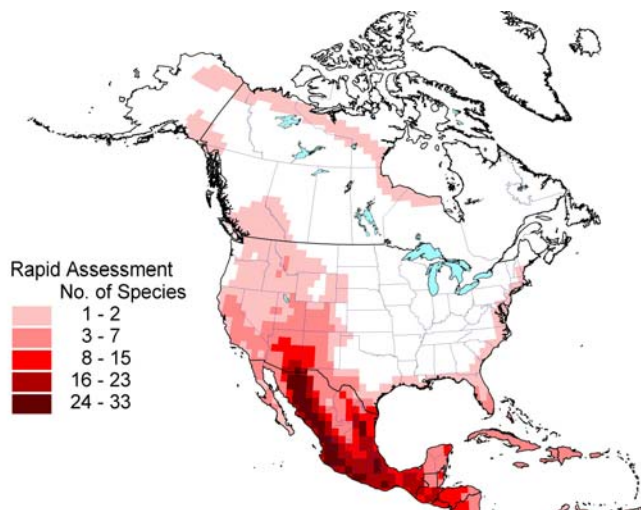 Rapid Assessment
No. of Species
1 - 2
3 - 7
8 - 15
16 - 23
24 - 33